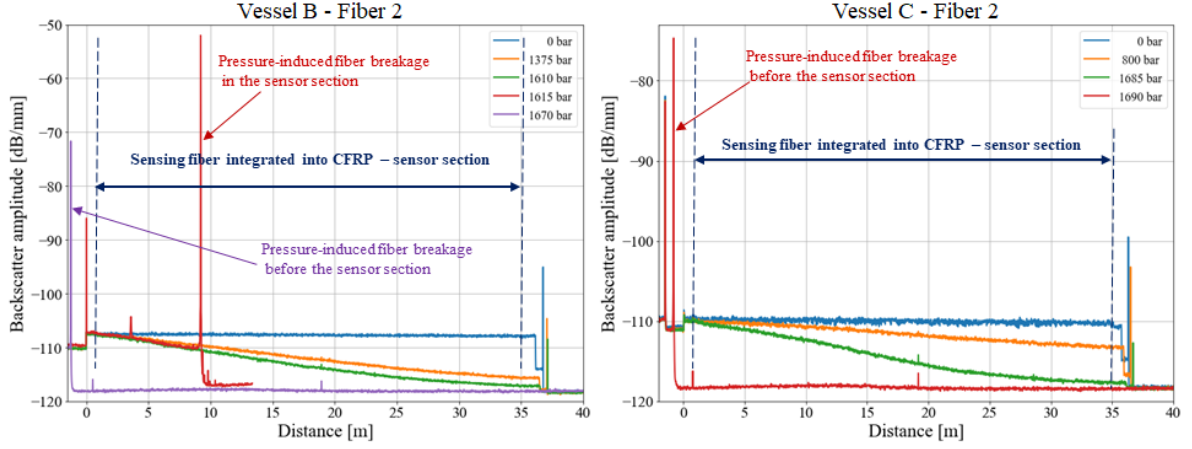 Vessel B - Fiber 2
−50
−60
−70
−80
−90
−100
−110
−120
Backscatter amplitude [dB/mm]
0
5
10
15
20
25
30
35
40
Distance [m]
0 bar
1375 bar
1610 bar
1615 bar
1670 bar
Pressure-induced fiber breakage
in the sensor section
Sensing fiber integrated into CFRP – sensor section
Pressure-induced fiber breakage
before the sensor section
Vessel C - Fiber 2
−80
−90
−100
−110
−120
Backscatter amplitude [dB/mm]
0
5
10
15
20
25
30
35
40
Distance [m]
0 bar
800 bar
1685 bar
1690 bar
Pressure-induced fiber breakage
before the sensor section
Sensing fiber integrated into CFRP – sensor section